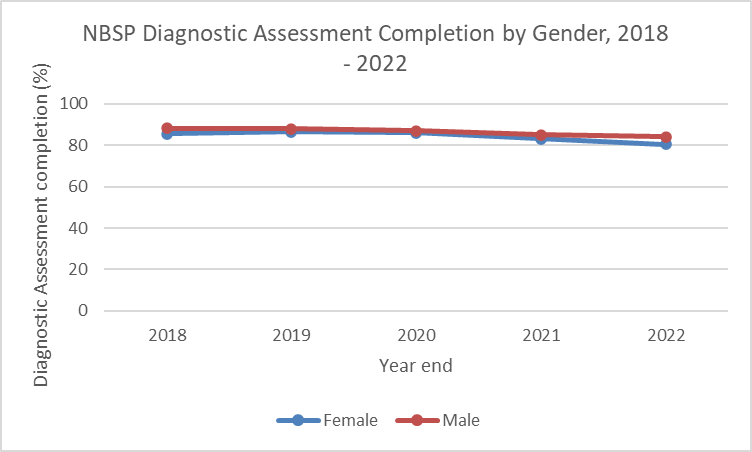 NBSP Diagnostic Assessment Completion by Gender, 2018
- 2022
Diagnostic Assessment completion (%)
100
80
60
40
20
0
2018 2019 2020 2021 2022
Year end
Female Male